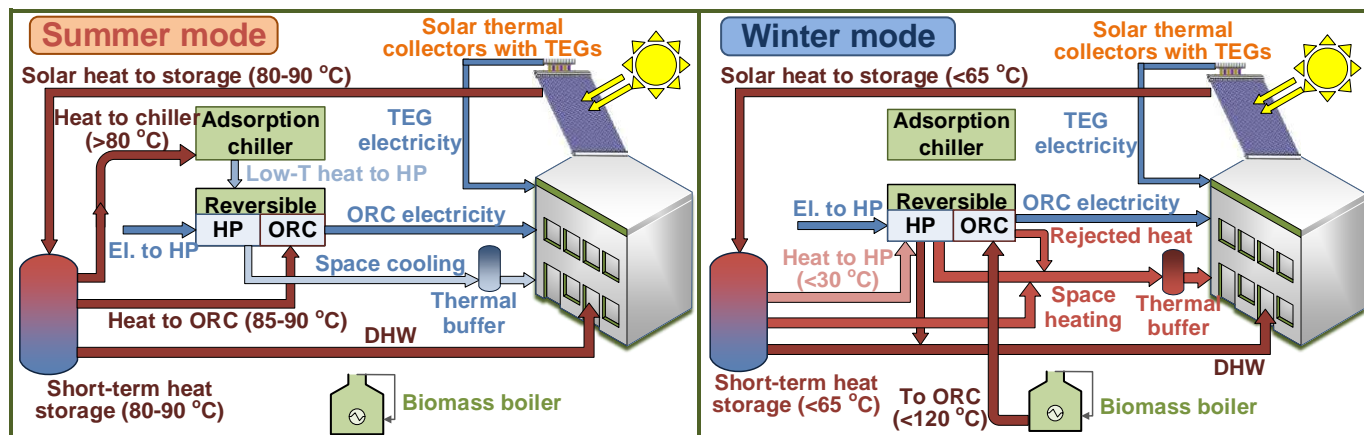 Summer mode
Solar thermal
collectors with TEGs
Solar heat to storage (80-90 °C)
Heat to chiller
(>80 °C)
Adsorption
chiller
TEG
electricity
Low-T heat to HP
Reversible
HP
ORC
ORC electricity
El. to HP
Space cooling
Thermal
buffer
Heat to ORC (85-90 °C)
DHW
Short-term heat
storage (80-90 °C)
Biomass boiler
Winter mode
Solar thermal
collectors with TEGs
Solar heat to storage (<65 °C)
Adsorption
chiller
TEG
electricity
Reversible
HP
ORC
El. to HP
ORC electricity
Rejected heat
Heat to HP
(<30 °C)
Space
heating
Thermal
buffer
DHW
Short-term heat
storage (<65 °C)
To ORC
(<120 °C)
Biomass boiler